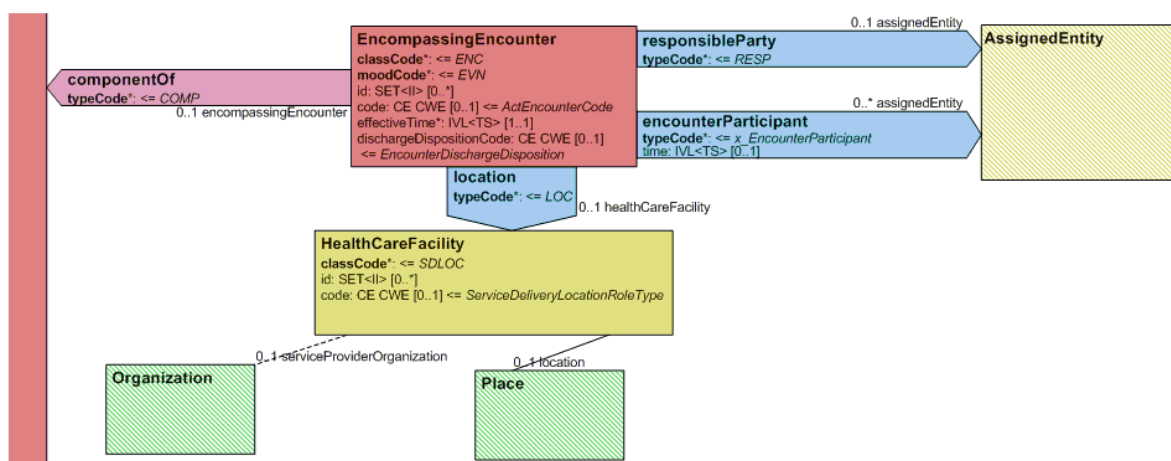 0..1 assignedEntity
EncompassingEncounter
classCode*: <= ENC
moodCode*: <= EVN
id: SET<II> [0..*]
code: CE CWE [0..1] <= ActEncounterCode
effectiveTime*: IVL<TS> [1..1]
dischargeDispositionCode: CE CWE [0..1]
<= EncounterDischargeDisposition
responsibleParty
typeCode*: <= RESP
AssignedEntity
componentOf
typeCode*: <= COMP
0..1 encompassingEncounter
0..* assignedEntity
encounterParticipant
typeCode*: <= x_EncounterParticipant
time: IVL<TS> [0..1]
location
typeCode*: <= LOC
0..1 healthCareFacility
HealthCareFacility
classCode*: <= SDLOC
id: SET<II> [0..*]
code: CE CWE [0..1] <= ServiceDeliveryLocationRoleType
0..1 serviceProviderOrganization
0..1 location
Organization
Place